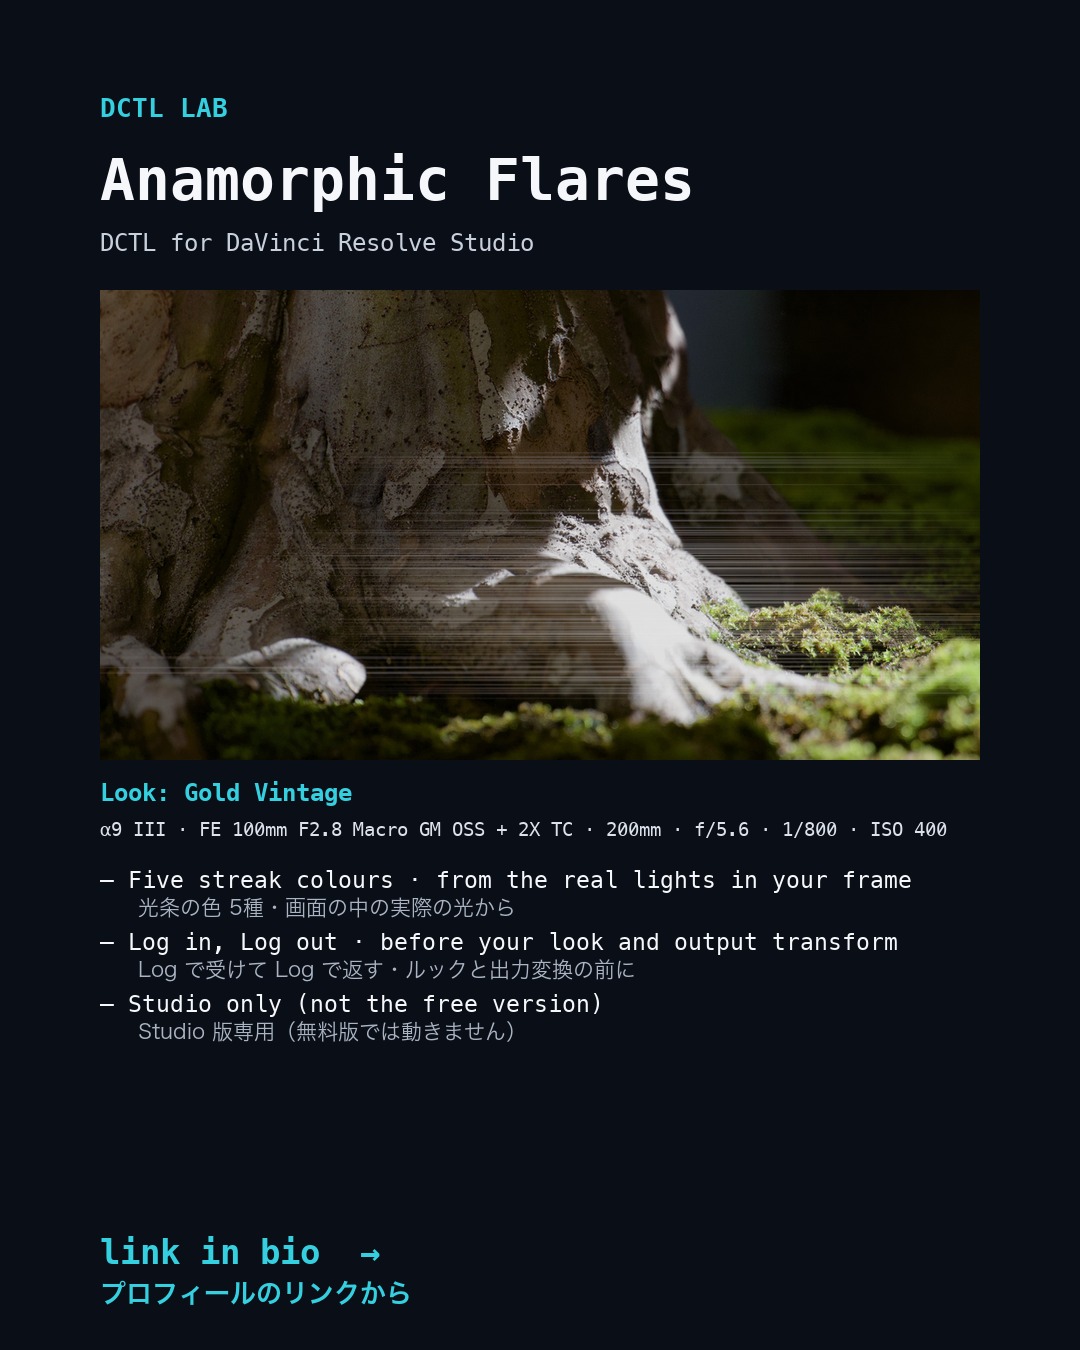 DCTL LAB
Anamorphic Flares
DCTL for DaVinci Resolve Studio
Look: Gold Vintage
α9 III · FE 100mm F2.8 Macro GM OSS + 2X TC · 200mm · f/5.6 · 1/800 · ISO 400
— Five streak colours · from the real lights in your frame
光条の色 5種・画面の中の実際の光から
— Log in, Log out · before your look and output transform
Log で受けて Log で返す・ルックと出力変換の前に
— Studio only (not the free version)
Studio 版専用（無料版では動きません）
link in bio →
プロフィールのリンクから